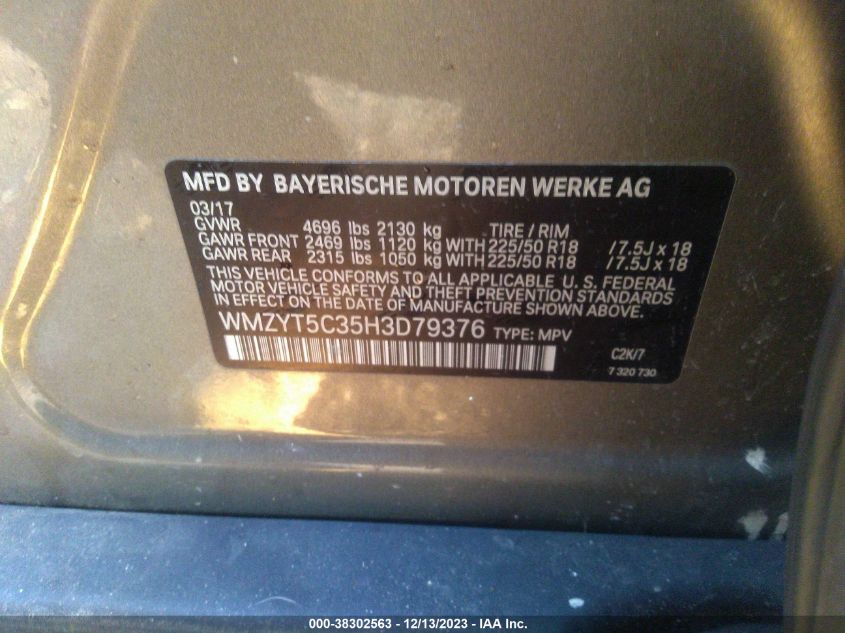 MFD BY BAYERISCHE MOTOREN WERKE AG
03/17
GVWR 4696 lbs 2130 kg TIRE / RIM
GAWR FRONT 2469 lbs 1120 kg WITH 225/50 R18 / 7.5J x 18
GAWR REAR 2315 lbs 1050 kg WITH 225/50 R18 / 7.5J x 18
THIS VEHICLE CONFORMS TO ALL APPLICABLE U. S. FEDERAL
MOTOR VEHICLE SAFETY AND THEFT PREVENTION STANDARDS
IN EFFECT ON THE DATE OF MANUFACTURE SHOWN ABOVE.
WMZYT5C35H3D79376 TYPE: MPV
C2K/7
7 320 730
000-38302563 - 12/13/2023 - IAA Inc.